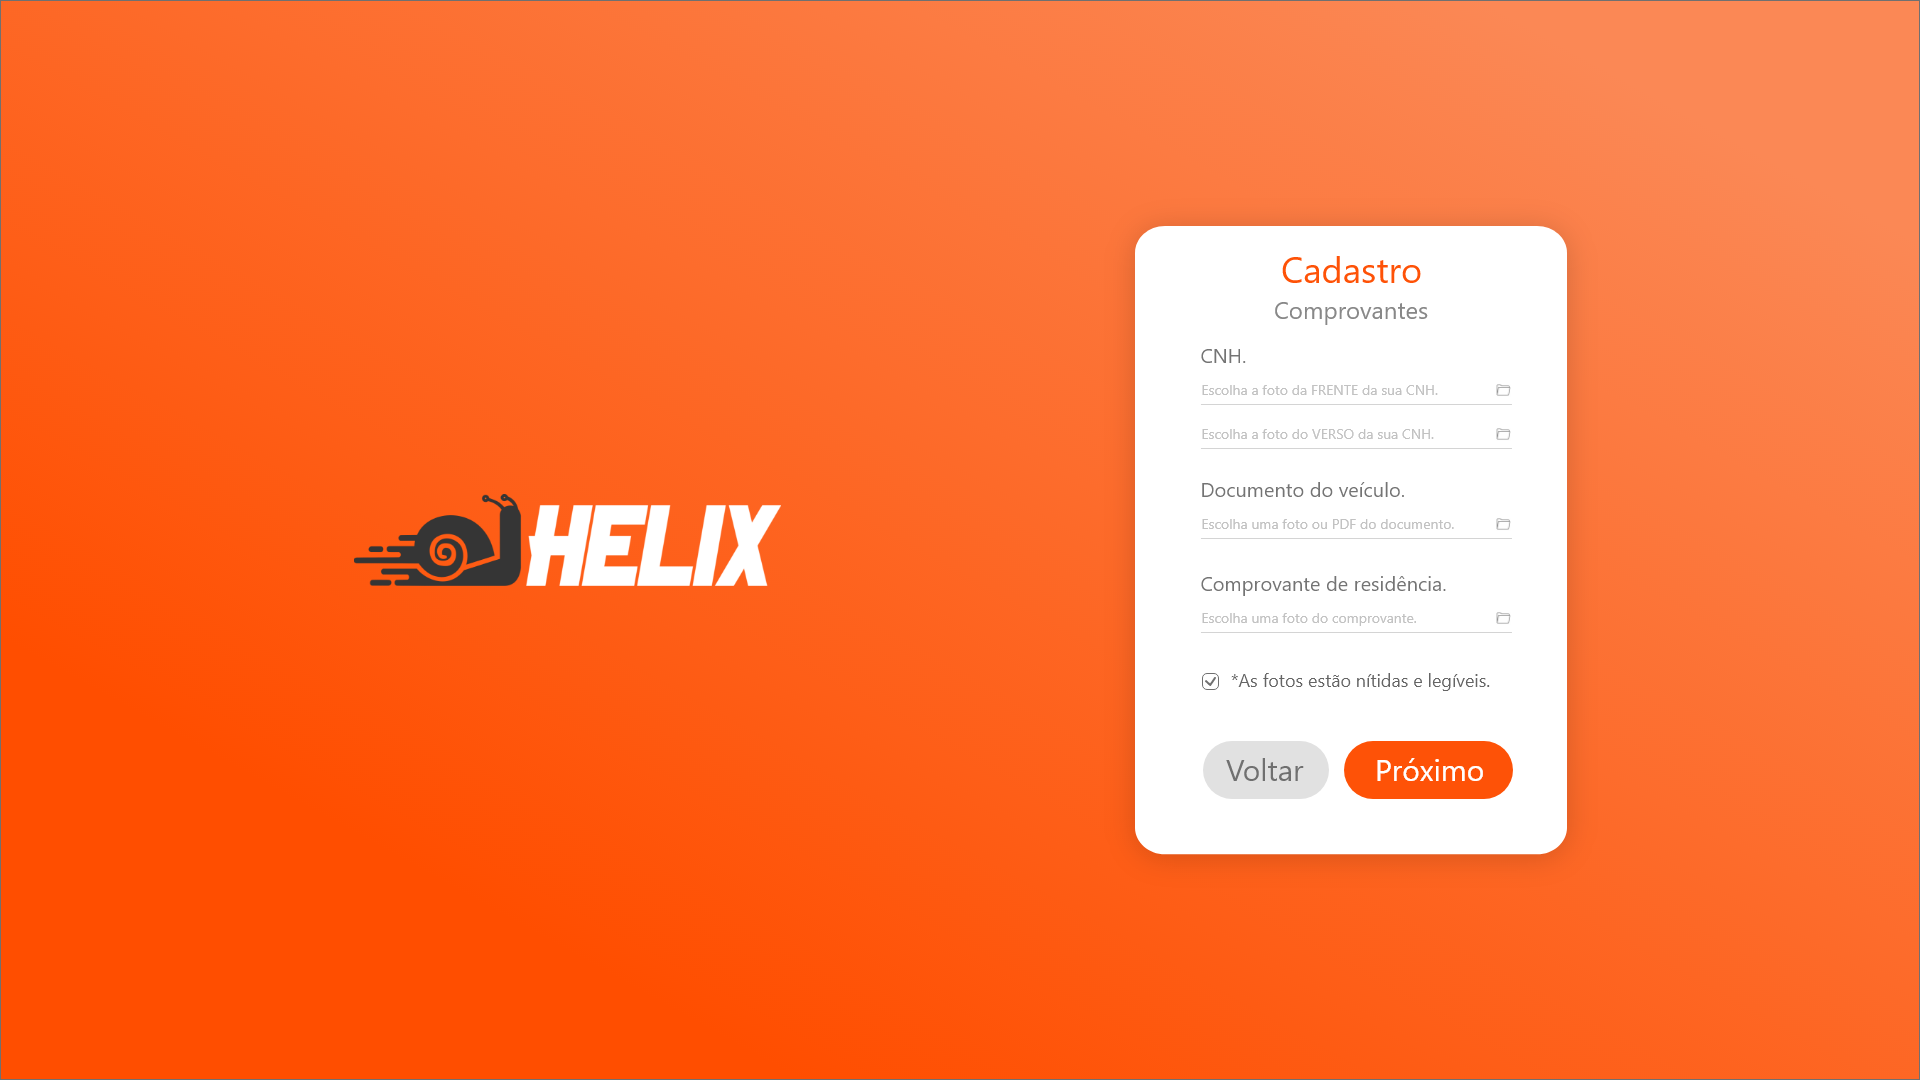 HELIX
Cadastro
Comprovantes
CNH.
Escolha a foto da FRENTE da sua CNH.
Escolha a foto do VERSO da sua CNH.
Documento do veículo.
Escolha uma foto ou PDF do documento.
Comprovante de residência.
Escolha uma foto do comprovante.
*As fotos estão nítidas e legíveis.
Voltar
Próximo